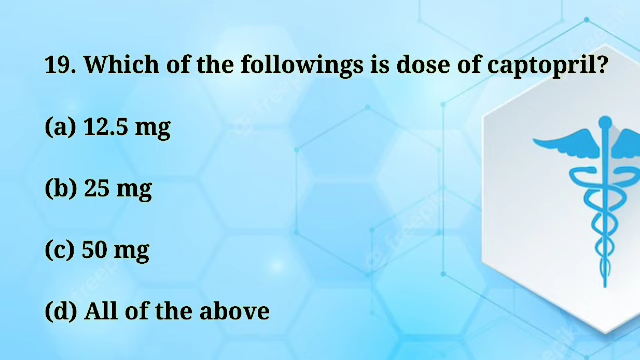 19. Which of the followings is dose of captopril?
(a) 12.5 mg
(b) 25 mg
(c) 50 mg
(d) All of the above